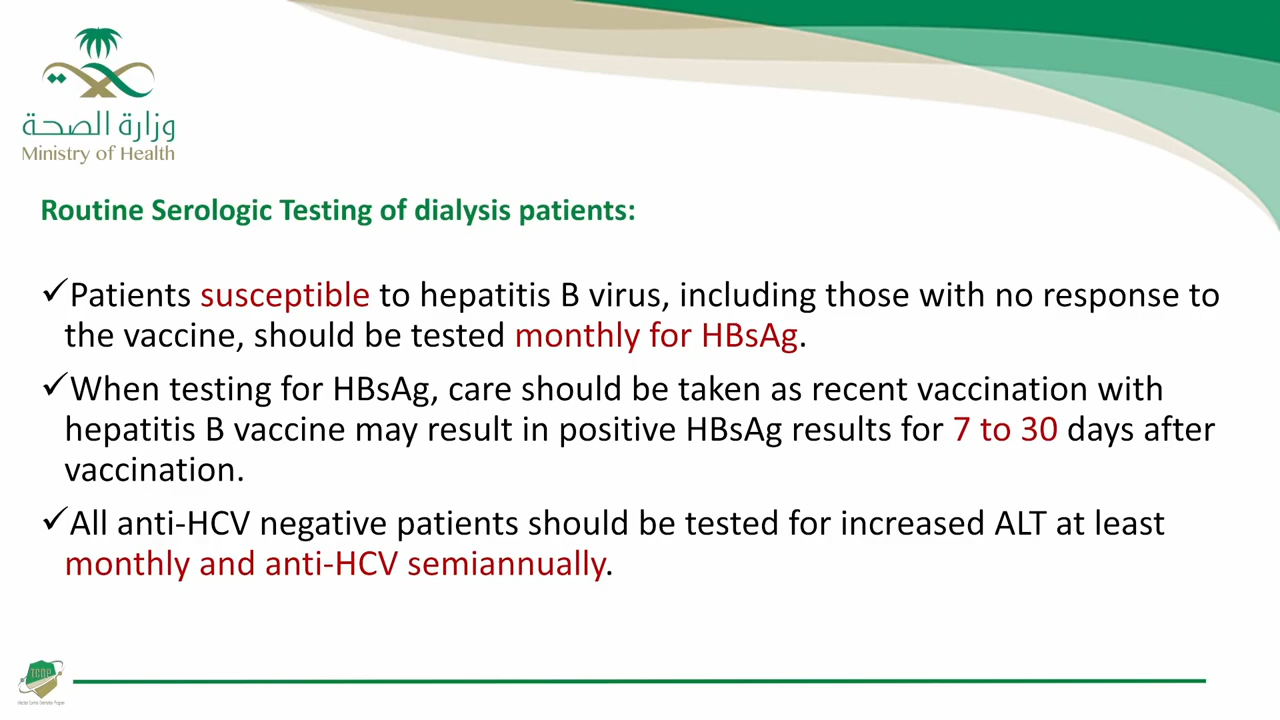 وزارة الصحة
Ministry of Health
Routine Serologic Testing of dialysis patients:
✓Patients susceptible to hepatitis B virus, including those with no response to
the vaccine, should be tested monthly for HBsAg.
✓When testing for HBsAg, care should be taken as recent vaccination with
hepatitis B vaccine may result in positive HBsAg results for 7 to 30 days after
vaccination.
✓All anti-HCV negative patients should be tested for increased ALT at least
monthly and anti-HCV semiannually.